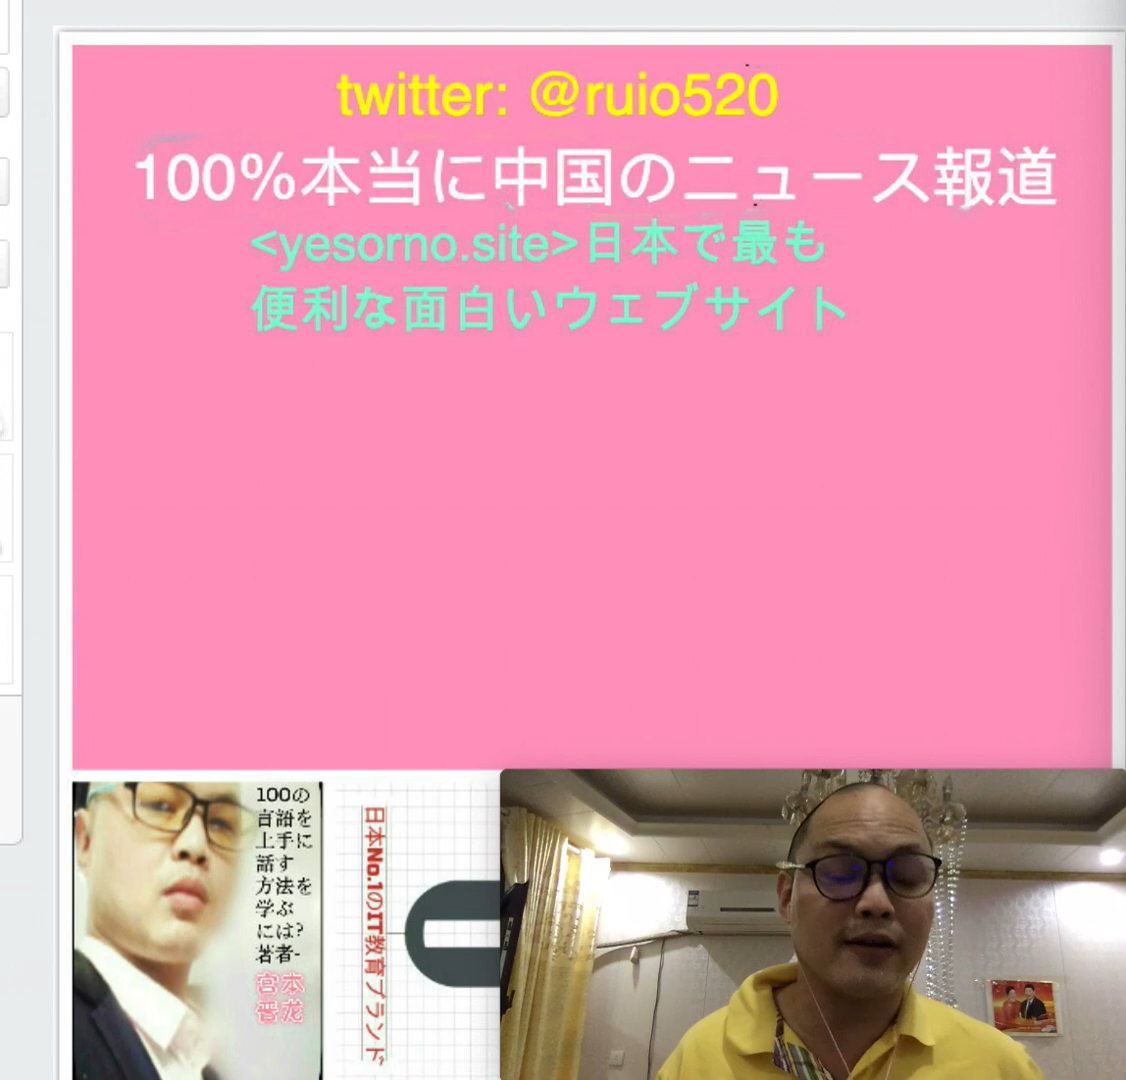 twitter: @ruio520
100%本当に中国のニュース報道
<yesorno.site>日本で最も
便利な面白いウェブサイト
100の
言語を
上手に
話す
方法を
学ぶ
には?
著者-
宫本
晋龙
日本No.1のIT教育ブランド